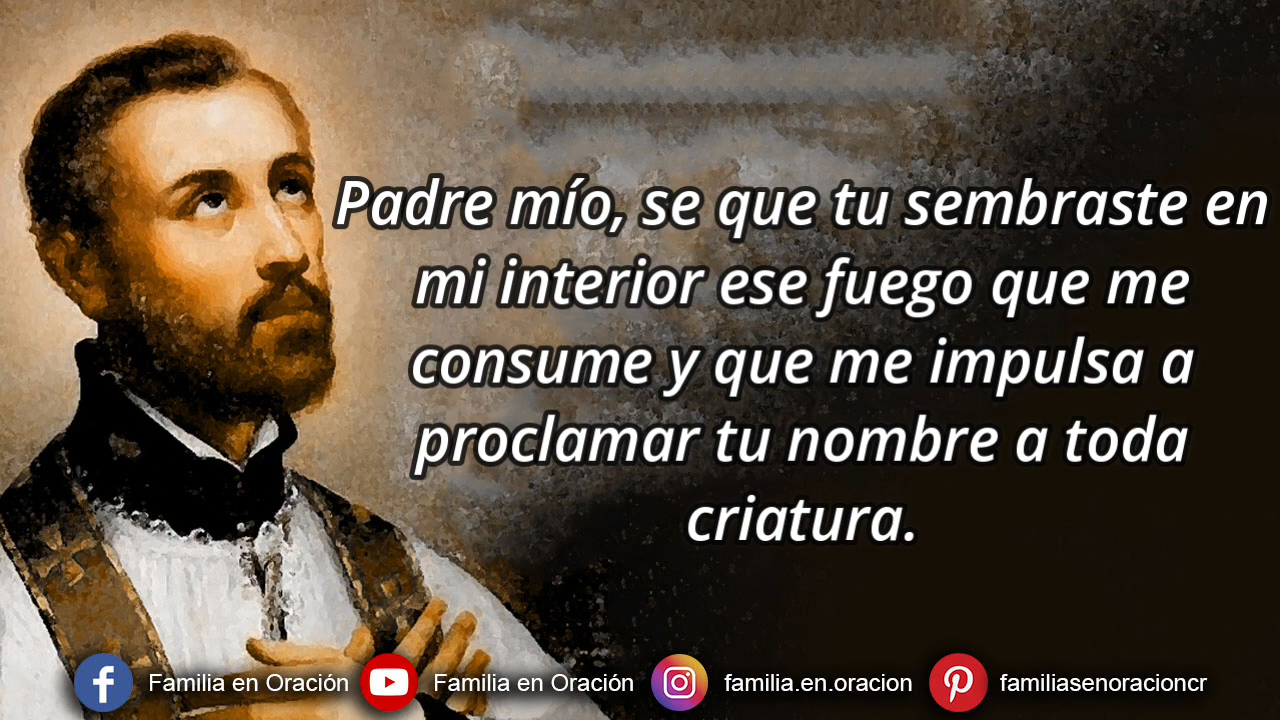 Padre mío, se que tu sembraste en
mi interior ese fuego que me
consume y que me impulsa a
proclamar tu nombre a toda
criatura.
Familia en Oración
Familia en Oración
familia.en.oracion
familiasenoracioncr